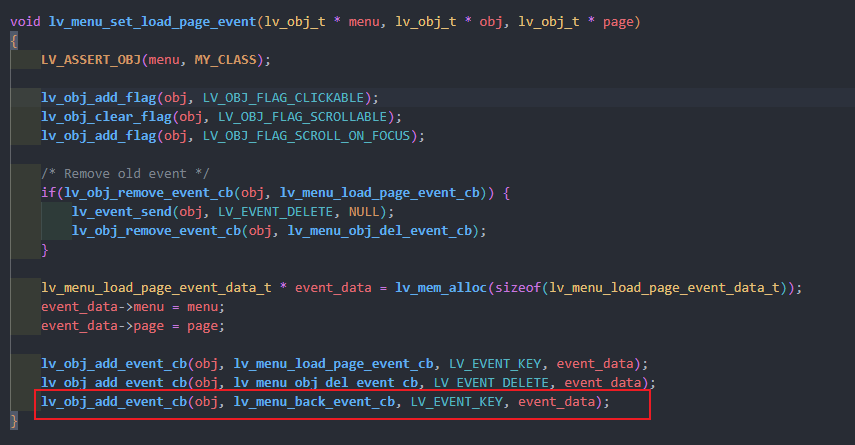 void lv_menu_set_load_page_event(lv_obj_t * menu, lv_obj_t * obj, lv_obj_t * page)
{
    LV_ASSERT_OBJ(menu, MY_CLASS);

    lv_obj_add_flag(obj, LV_OBJ_FLAG_CLICKABLE);
    lv_obj_clear_flag(obj, LV_OBJ_FLAG_SCROLLABLE);
    lv_obj_add_flag(obj, LV_OBJ_FLAG_SCROLL_ON_FOCUS);

    /* Remove old event */
    if(lv_obj_remove_event_cb(obj, lv_menu_load_page_event_cb)) {
        lv_event_send(obj, LV_EVENT_DELETE, NULL);
        lv_obj_remove_event_cb(obj, lv_menu_obj_del_event_cb);
    }

    lv_menu_load_page_event_data_t * event_data = lv_mem_alloc(sizeof(lv_menu_load_page_event_data_t));
    event_data->menu = menu;
    event_data->page = page;

    lv_obj_add_event_cb(obj, lv_menu_load_page_event_cb, LV_EVENT_KEY, event_data);
    lv_obj_add_event_cb(obj, lv_menu_obj_del_event_cb, LV_EVENT_DELETE, event_data);
    lv_obj_add_event_cb(obj, lv_menu_back_event_cb, LV_EVENT_KEY, event_data);
}